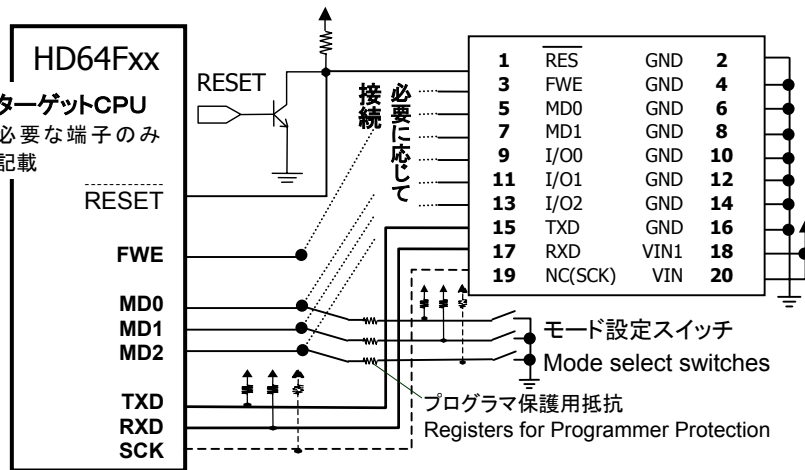 HD64Fxx
ターゲットCPU
必要な端子のみ
記載
RESET
RESET
FWE
MD0
MD1
MD2
TXD
RXD
SCK
必要に応じて
接続
1 RES GND 2
3 FWE GND 4
5 MD0 GND 6
7 MD1 GND 8
9 I/O0 GND 10
11 I/O1 GND 12
13 I/O2 GND 14
15 TXD GND 16
17 RXD VIN1 18
19 NC(SCK) VIN 20
モード設定スイッチ
Mode select switches
プログラマ保護用抵抗
Registers for Programmer Protection